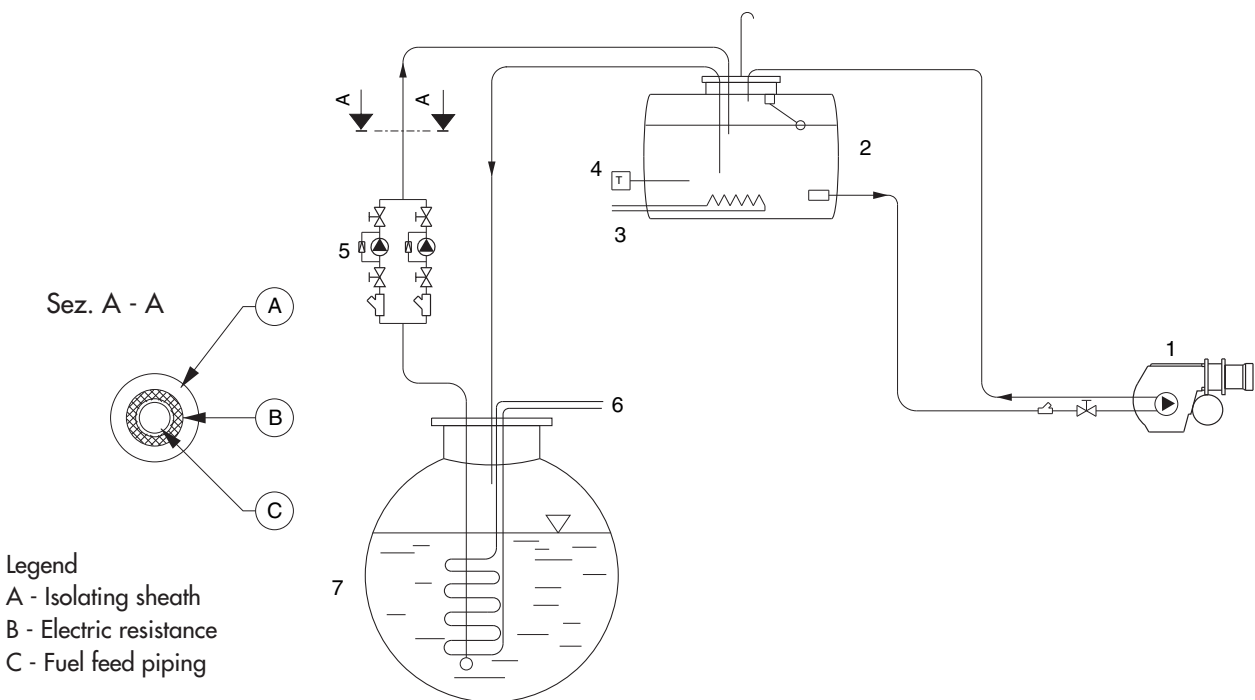 A
A
2
4
T
3
5
1
Sez. A - A
A
B
C
6
7
Legend
A - Isolating sheath
B - Electric resistance
C - Fuel feed piping